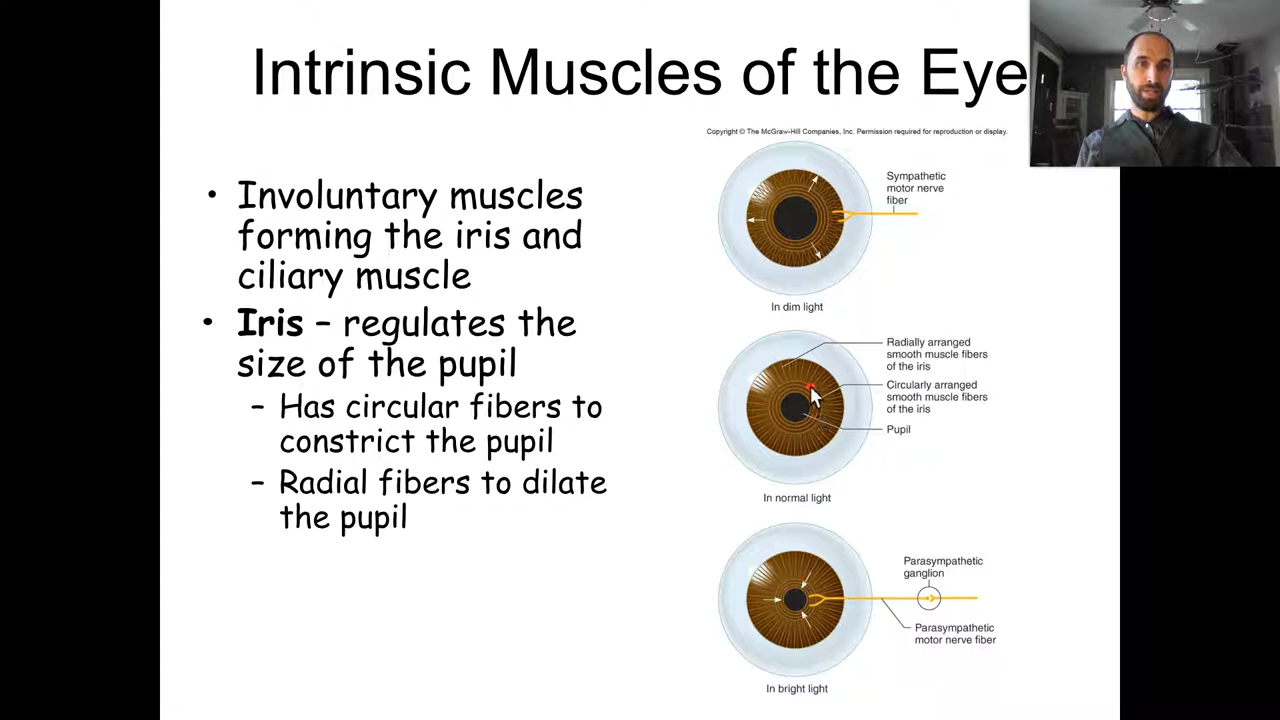 Intrinsic Muscles of the Eye
Copyright © The McGraw-Hill Companies, Inc. Permission required for reproduction or display.
• Involuntary muscles
forming the iris and
ciliary muscle
• Iris – regulates the
size of the pupil
– Has circular fibers to
constrict the pupil
– Radial fibers to dilate
the pupil
Sympathetic
motor nerve
fiber
In dim light
Radially arranged
smooth muscle fibers
of the iris
Circularly arranged
smooth muscle fibers
of the iris
Pupil
In normal light
Parasympathetic
ganglion
Parasympathetic
motor nerve fiber
In bright light